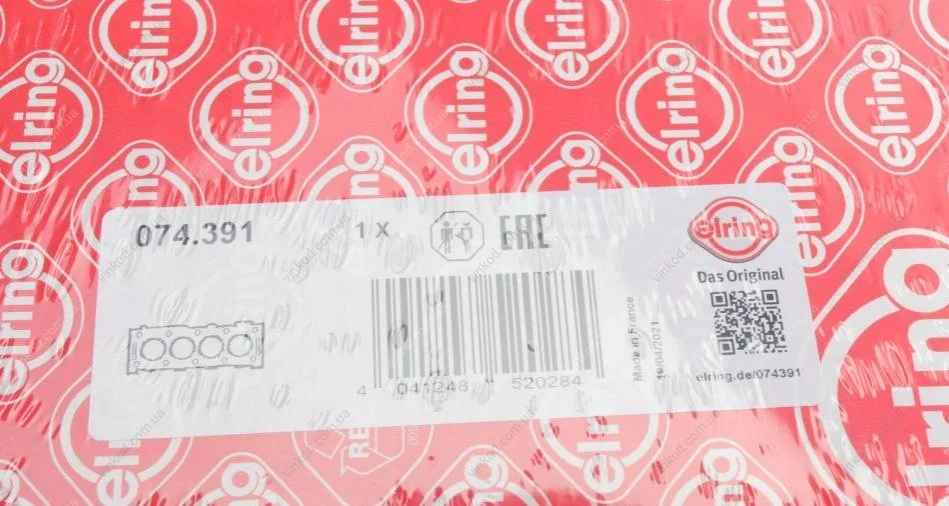 074.391
1 X
EAC
elring
Das Original
4 041248 520284
Made in France
19/04/2021
elring.de/074391